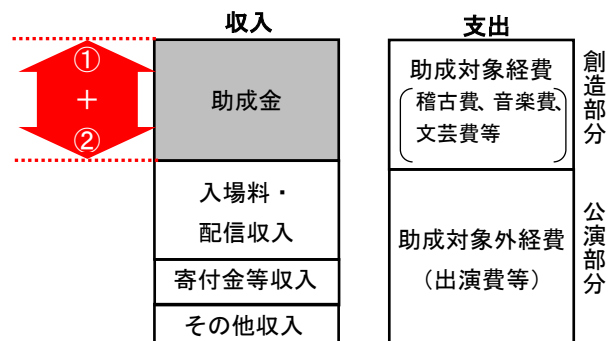 収入
①
+
②
助成金
入場料・
配信収入
寄付金等収入
その他収入
支出
助成対象経費
(稽古費、音楽費、
文芸費等)
助成対象外経費
(出演費等)
創造部分
公演部分